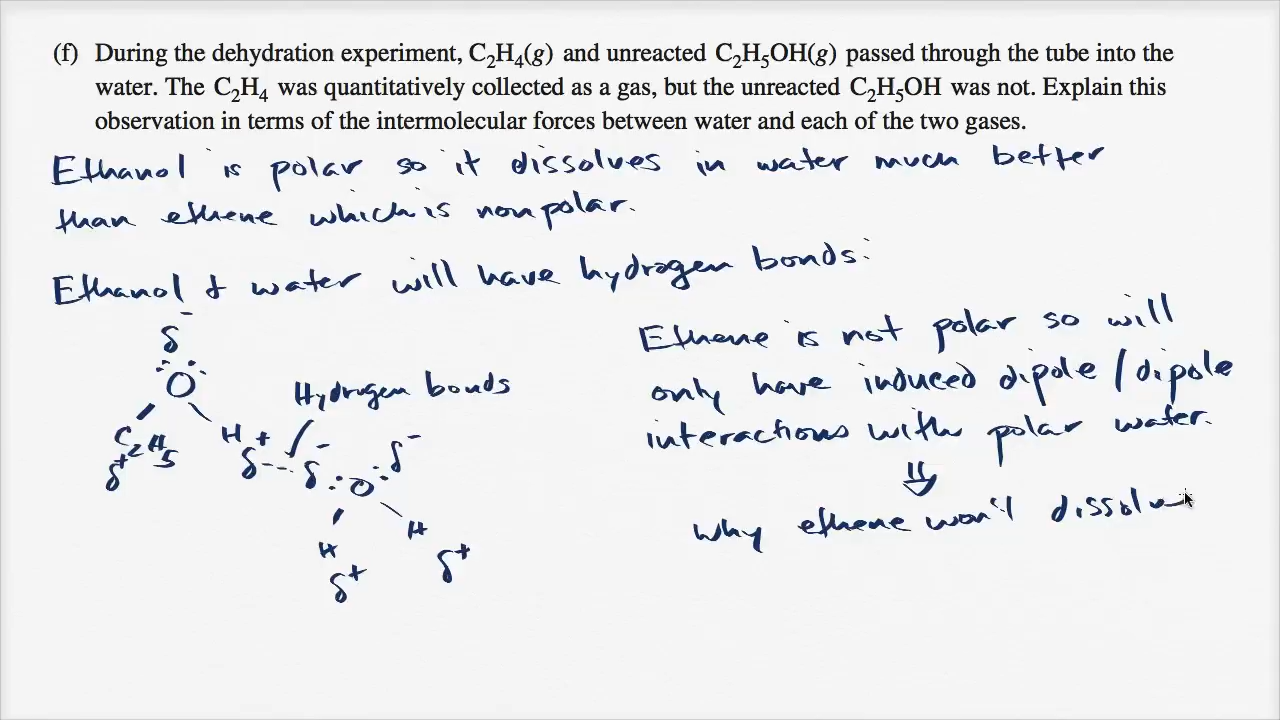 (f) During the dehydration experiment, C₂H₄(g) and unreacted C₂H₅OH(g) passed through the tube into the
water. The C₂H₄ was quantitatively collected as a gas, but the unreacted C₂H₅OH was not. Explain this
observation in terms of the intermolecular forces between water and each of the two gases.
Ethanol is polar so it dissolves in water much better
than ethene which is nonpolar.
Ethanol & water will have hydrogen bonds:
δ⁻
O
C₂H₅
δ⁺
H
δ⁺
Hydrogen bonds
δ⁻
δ⁻
O
H
δ⁺
H
δ⁺
Ethene is not polar so will
only have induced dipole / dipole
interactions with polar water.
⇓
Why ethene won't dissolve